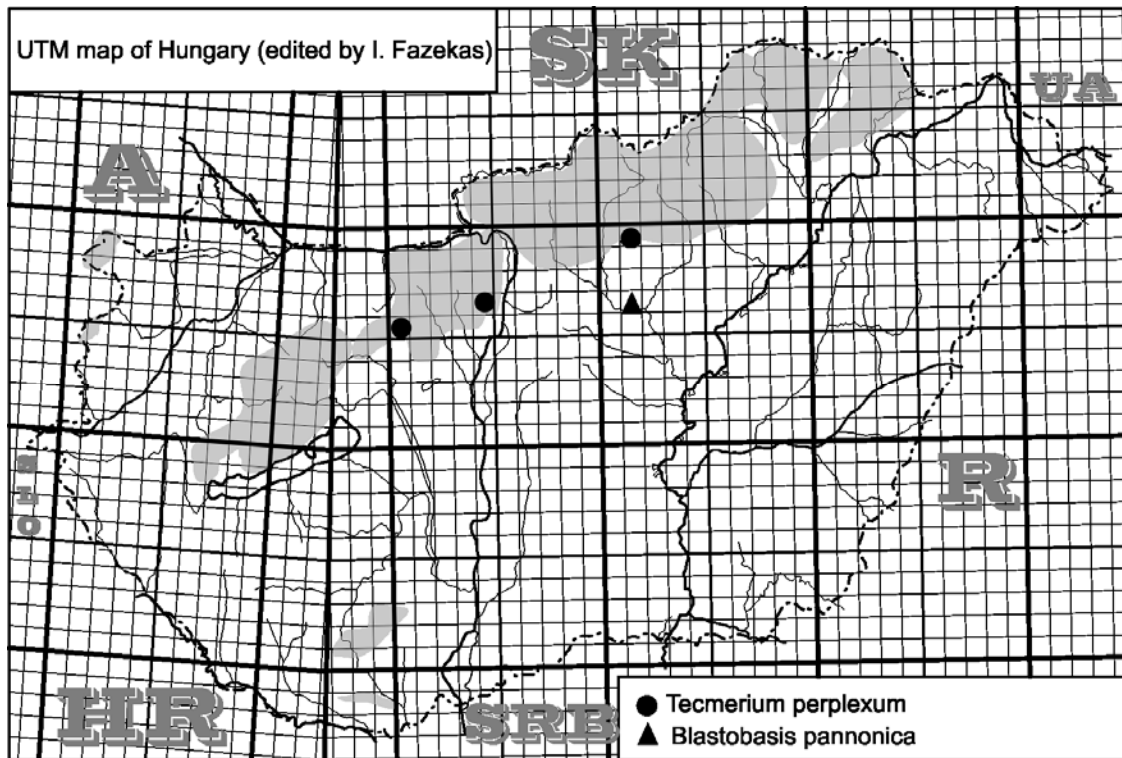 UTM map of Hungary (edited by I. Fazekas)
SK
UA
A
SLO
R
HR
SRB
Tecmerium perplexum
Blastobasis pannonica